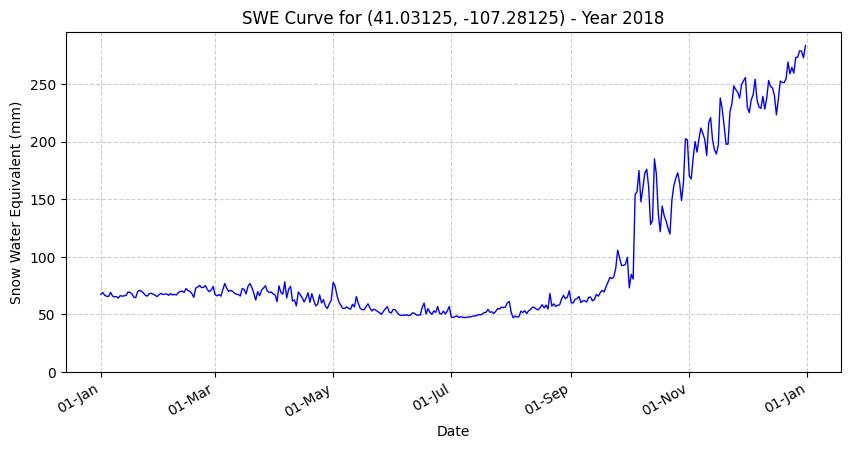 SWE Curve for (41.03125, -107.28125) - Year 2018
Snow Water Equivalent (mm)
250
200
150
100
50
0
01-Jan
01-Mar
01-May
01-Jul
01-Sep
01-Nov
01-Jan
Date